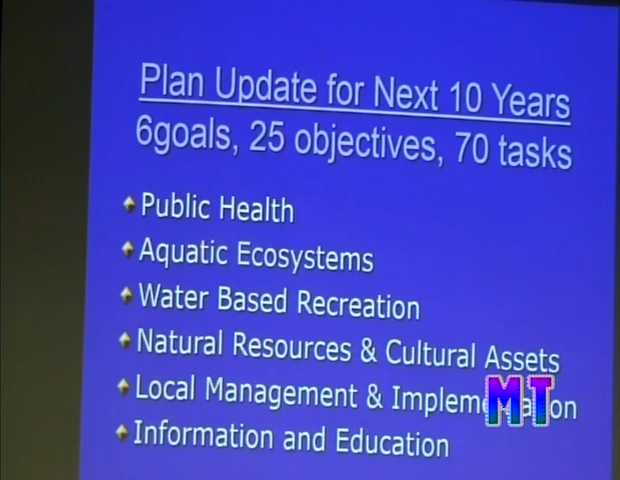 Plan Update for Next 10 Years
6goals, 25 objectives, 70 tasks
Public Health
Aquatic Ecosystems
Water Based Recreation
Natural Resources & Cultural Assets
Local Management & Implementation
Information and Education
MT